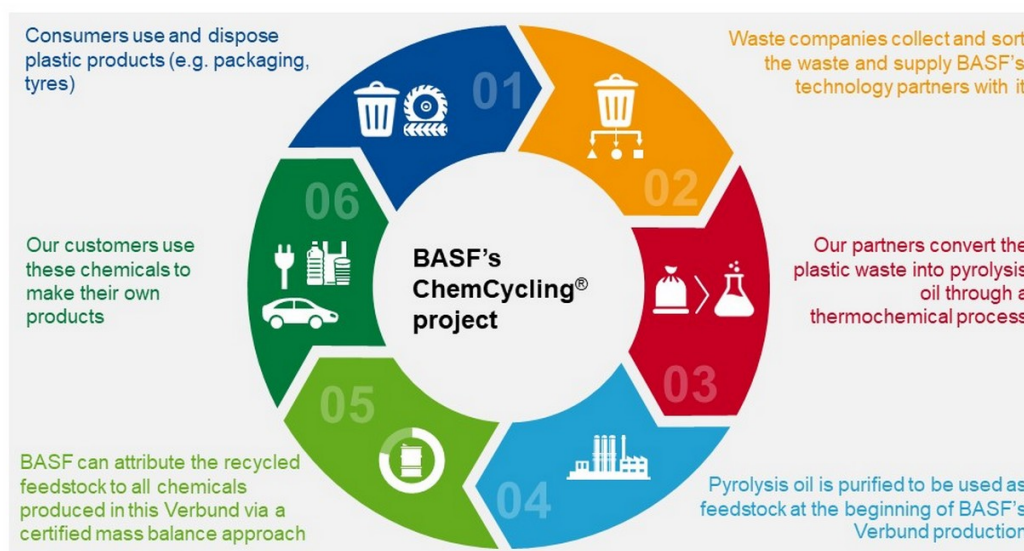 Consumers use and dispose
plastic products (e.g. packaging,
tyres)
01
Waste companies collect and sort
the waste and supply BASF's
technology partners with it
02
Our partners convert the
plastic waste into pyrolysis
oil through a
thermochemical process
03
Pyrolysis oil is purified to be used as
feedstock at the beginning of BASF's
Verbund production
04
BASF can attribute the recycled
feedstock to all chemicals
produced in this Verbund via a
certified mass balance approach
05
Our customers use
these chemicals to
make their own
products
06
BASF's
ChemCycling®
project